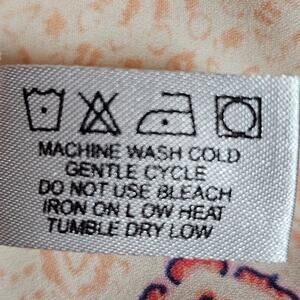 MACHINE WASH COLD
GENTLE CYCLE
DO NOT USE BLEACH
IRON ON L OW HEAT
TUMBLE DRY LOW